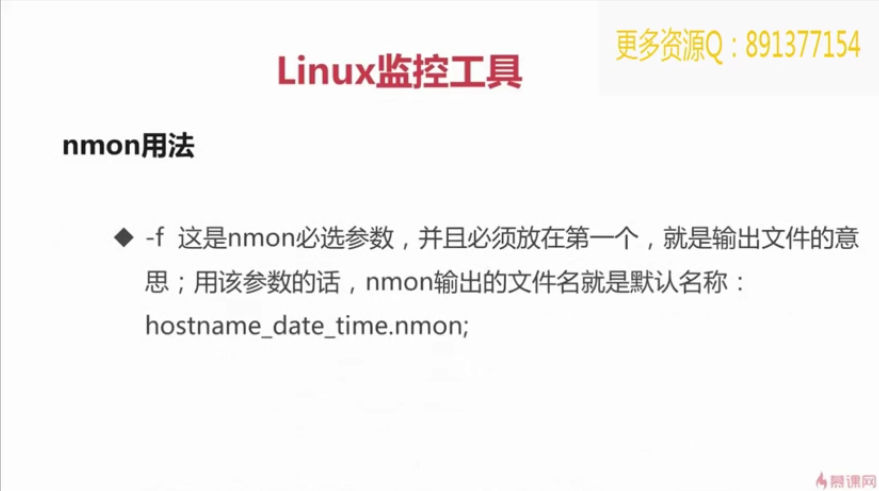 更多资源Q：891377154
Linux监控工具
nmon用法
◆ -f 这是nmon必选参数，并且必须放在第一个，就是输出文件的意
思；用该参数的话，nmon输出的文件名就是默认名称：
hostname_date_time.nmon;
慕课网